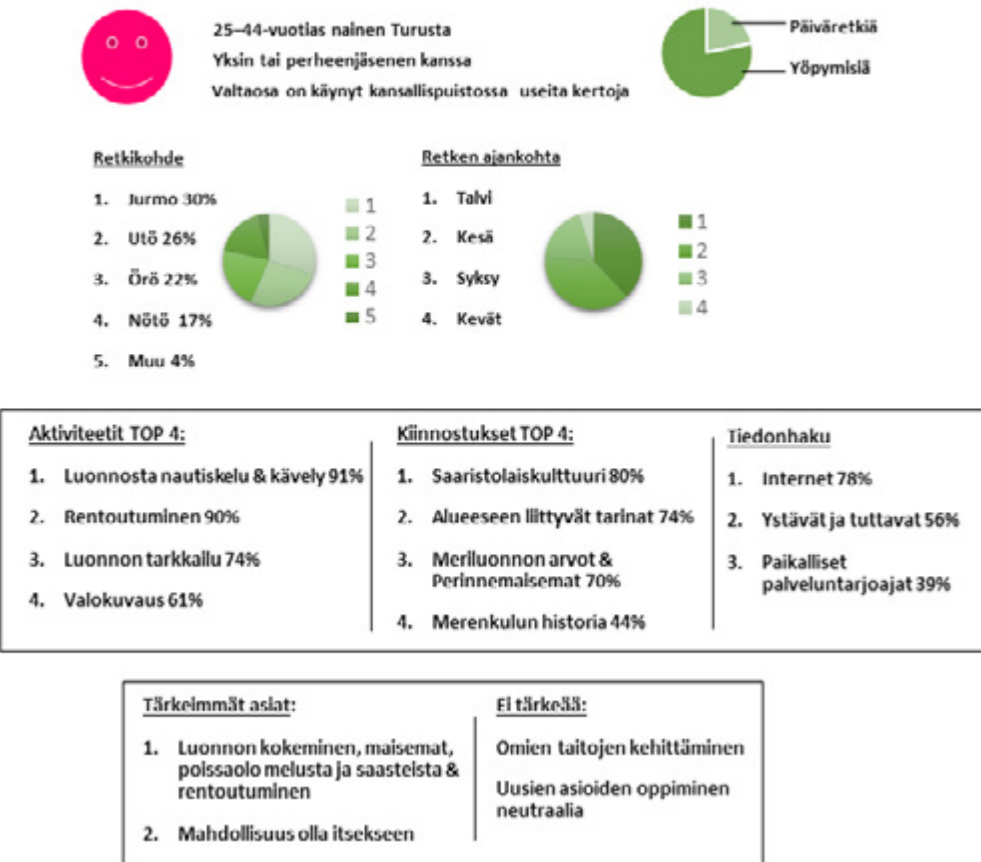 25–44-vuotias nainen Turusta
Yksin tai perheenjäsenen kanssa
Valtaosa on käynyt kansallispuistossa useita kertoja
Päiväretkiä
Yöpymisiä
Retkikohde
1. Jurmo 30%
2. Utö 26%
3. Örö 22%
4. Nötö 17%
5. Muu 4%
1
2
3
4
5
Retken ajankohta
1. Talvi
2. Kesä
3. Syksy
4. Kevät
1
2
3
4
Aktiviteetit TOP 4:
1. Luonnosta nautiskelu & kävely 91%
2. Rentoutuminen 90%
3. Luonnon tarkkailu 74%
4. Valokuvaus 61%
Kiinnostukset TOP 4:
1. Saaristolaiskulttuuri 80%
2. Alueeseen liittyvät tarinat 74%
3. Meriluonnon arvot &
Perinnemaisemat 70%
4. Merenkulun historia 44%
Tiedonhaku
1. Internet 78%
2. Ystävät ja tuttavat 56%
3. Paikalliset
palveluntarjoajat 39%
Tärkeimmät asiat:
1. Luonnon kokeminen, maisemat,
poissaolo melusta ja saasteista &
rentoutuminen
2. Mahdollisuus olla itsekseen
Ei tärkeää:
Omien taitojen kehittäminen
Uusien asioiden oppiminen
neutraalia